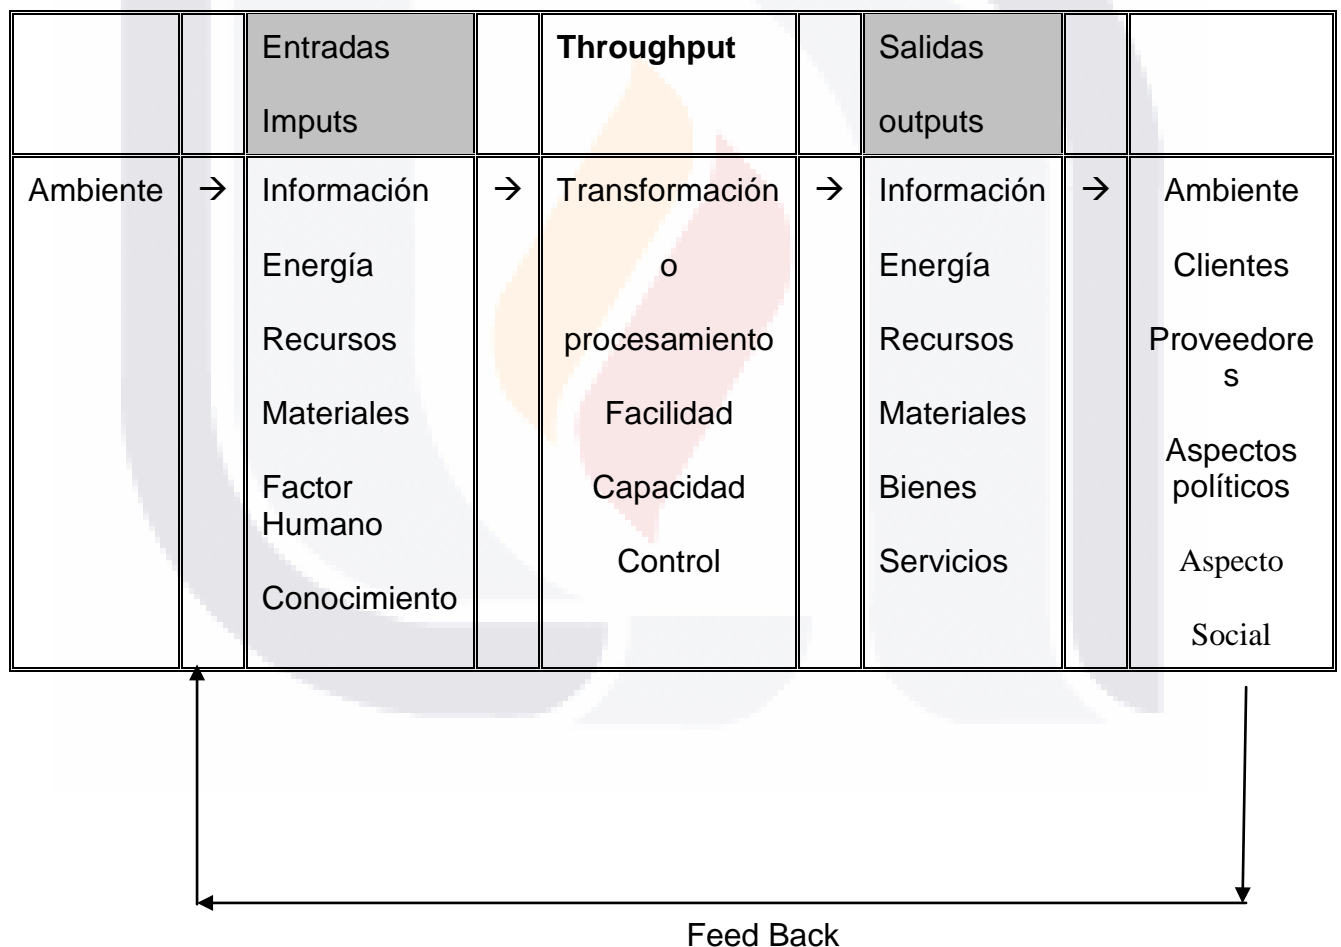 Entradas
Imputs
Throughput
Salidas
outputs
Ambiente
→
Información
Energía
Recursos
Materiales
Factor
Humano
Conocimiento
→
Transformación
o
procesamiento
Facilidad
Capacidad
Control
→
Información
Energía
Recursos
Materiales
Bienes
Servicios
→
Ambiente
Clientes
Proveedore
s
Aspectos
políticos
Aspecto
Social
Feed Back